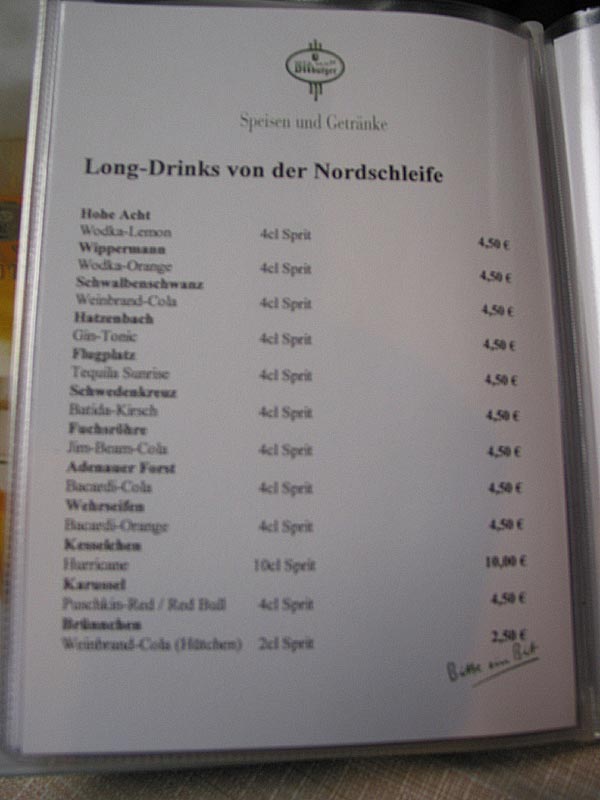 Bitburger
Speisen und Getränke
Long-Drinks von der Nordschleife
Hohe Acht
Wodka-Lemon 4cl Sprit 4,50 €
Wippermann
Wodka-Orange 4cl Sprit 4,50 €
Schwalbenschwanz
Weinbrand-Cola 4cl Sprit 4,50 €
Hatzenbach
Gin-Tonic 4cl Sprit 4,50 €
Flugplatz
Tequila Sunrise 4cl Sprit 4,50 €
Schwedenkreuz
Batida-Kirsch 4cl Sprit 4,50 €
Fuchsröhre
Jim-Beam-Cola 4cl Sprit 4,50 €
Adenauer Forst
Bacardi-Cola 4cl Sprit 4,50 €
Wehrseifen
Bacardi-Orange 4cl Sprit 4,50 €
Kesselchen
Hurricane 10cl Sprit 10,00 €
Karussel
Puschkin-Red / Red Bull 4cl Sprit 4,50 €
Brünnchen
Weinbrand-Cola (Hütchen) 2cl Sprit 2,50 €
Bitte ein Bit